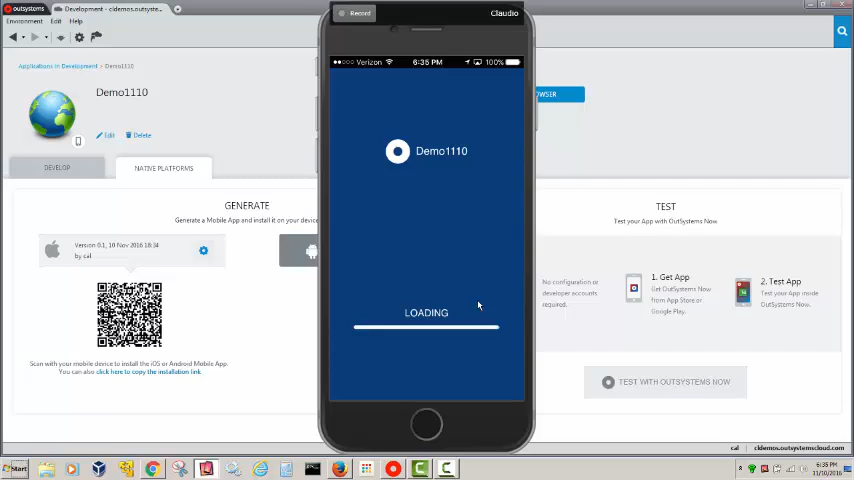 outsystems
Development - cldemos.outsyste...
Environment Edit Help
Record
Claudio
Verizon 6:35 PM 100%
Applications In Development › Demo1110
Demo1110
Edit Delete
OWSER
DEVELOP NATIVE PLATFORMS
Demo1110
LOADING
GENERATE
Generate a Mobile App and install it on your device
Version 0.1, 10 Nov 2016 18:34
by cal
Scan with your mobile device to install the iOS or Android Mobile App.
You can also click here to copy the installation link.
TEST
Test your App with OutSystems Now
No configuration or
developer accounts
required.
1. Get App
Get OutSystems Now
from App Store or
Google Play.
2. Test App
Test your App mode
OutSystems Now.
TEST WITH OUTSYSTEMS NOW
cal cldemos.outsystemscloud.com
Start
6:35 PM
11/10/2016